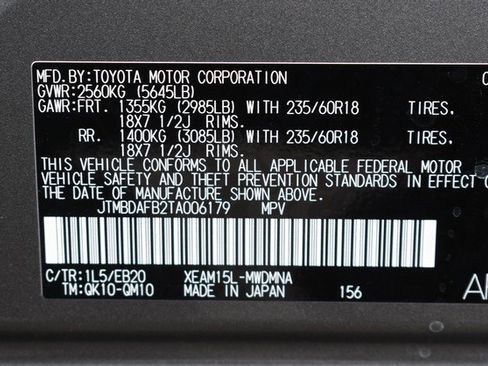 MFD.BY:TOYOTA MOTOR CORPORATION
GVWR:2560KG (5645LB)
GAWR:FRT. 1355KG (2985LB) WITH 235/60R18 TIRES,
18X7 1/2J RIMS.
RR. 1400KG (3085LB) WITH 235/60R18 TIRES,
18X7 1/2J RIMS.
THIS VEHICLE CONFORMS TO ALL APPLICABLE FEDERAL MOTOR
VEHICLE SAFETY AND THEFT PREVENTION STANDARDS IN EFFECT
THE DATE OF MANUFACTURE SHOWN ABOVE.
JTMBDAFB2TA006179 MPV
C/TR:1L5/EB20 XEAM15L-MWDMNA
TM:QK10-QM10 MADE IN JAPAN 156